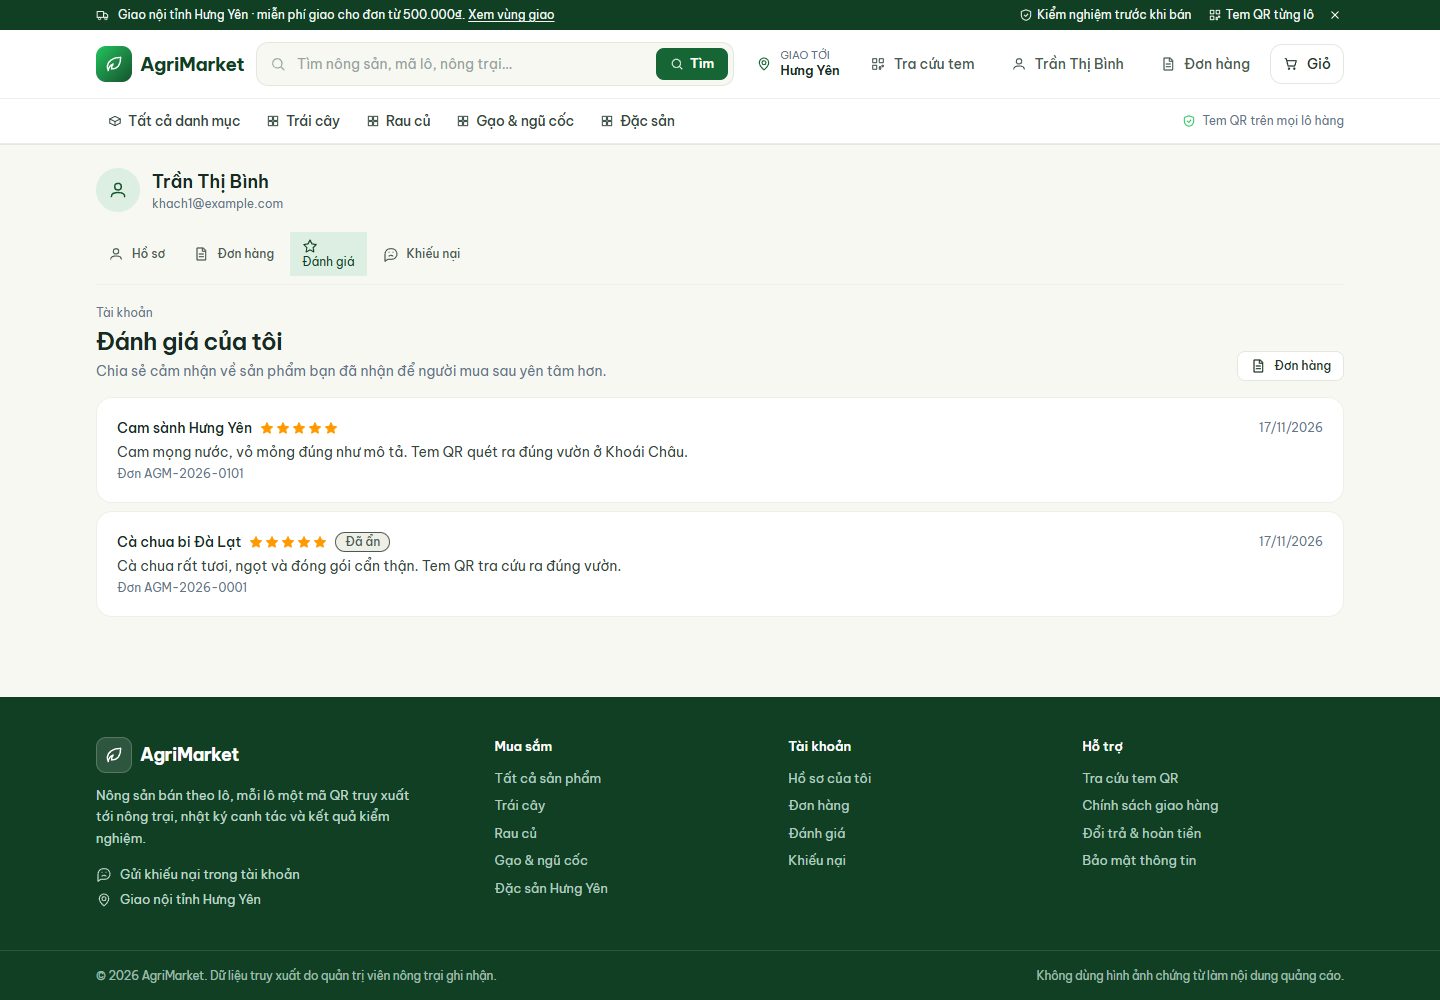 Giao nội tỉnh Hưng Yên · miễn phí giao cho đơn từ 500.000₫. Xem vùng giao
Kiểm nghiệm trước khi bán
Tem QR từng lô
AgriMarket
Tìm nông sản, mã lô, nông trại...
Tìm
GIAO TỚI
Hưng Yên
Tra cứu tem
Trần Thị Bình
Đơn hàng
Giỏ
Tất cả danh mục
Trái cây
Rau củ
Gạo & ngũ cốc
Đặc sản
Tem QR trên mọi lô hàng
Trần Thị Bình
khach1@example.com
Hồ sơ
Đơn hàng
Đánh giá
Khiếu nại
Tài khoản
Đánh giá của tôi
Chia sẻ cảm nhận về sản phẩm bạn đã nhận để người mua sau yên tâm hơn.
Đơn hàng
Cam sành Hưng Yên
17/11/2026
Cam mọng nước, vỏ mỏng đúng như mô tả. Tem QR quét ra đúng vườn ở Khoái Châu.
Đơn AGM-2026-0101
Cà chua bi Đà Lạt
Đã ẩn
17/11/2026
Cà chua rất tươi, ngọt và đóng gói cẩn thận. Tem QR tra cứu ra đúng vườn.
Đơn AGM-2026-0001
AgriMarket
Nông sản bán theo lô, mỗi lô một mã QR truy xuất
tới nông trại, nhật ký canh tác và kết quả kiểm
nghiệm.
Gửi khiếu nại trong tài khoản
Giao nội tỉnh Hưng Yên
Mua sắm
Tất cả sản phẩm
Trái cây
Rau củ
Gạo & ngũ cốc
Đặc sản Hưng Yên
Tài khoản
Hồ sơ của tôi
Đơn hàng
Đánh giá
Khiếu nại
Hỗ trợ
Tra cứu tem QR
Chính sách giao hàng
Đổi trả & hoàn tiền
Bảo mật thông tin
© 2026 AgriMarket. Dữ liệu truy xuất do quản trị viên nông trại ghi nhận.
Không dùng hình ảnh chứng từ làm nội dung quảng cáo.